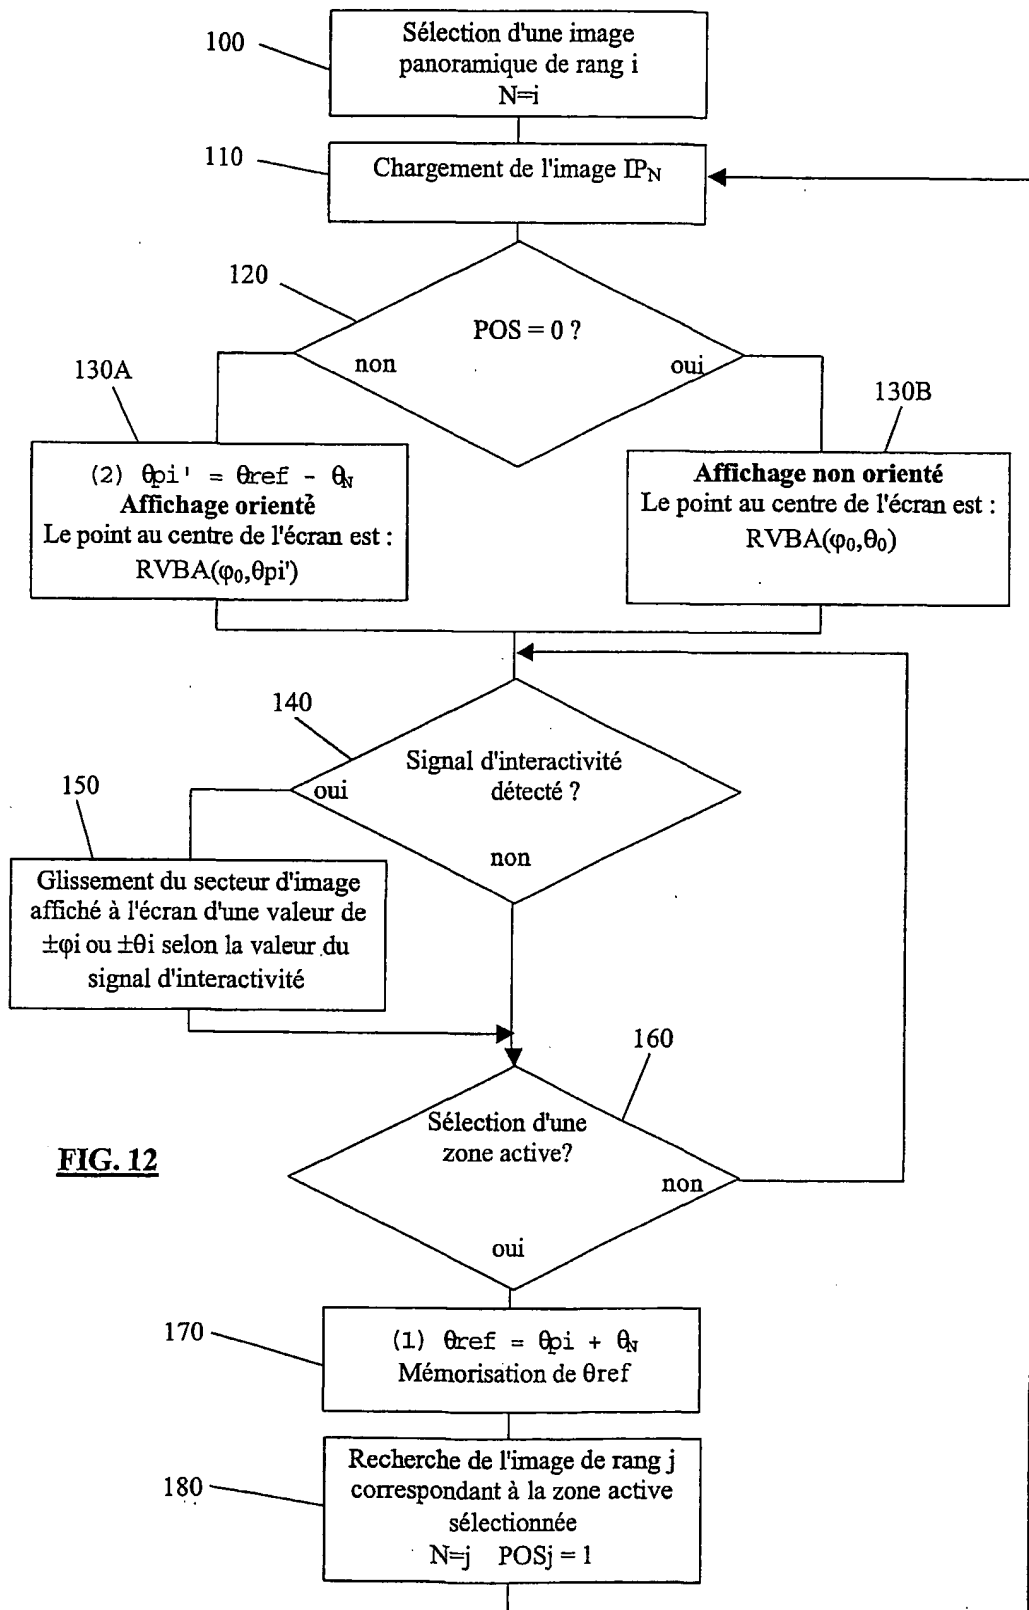 100
Sélection d'une image
panoramique de rang i
N=i
110
Chargement de l'image IP_N
120
POS = 0 ?
non
oui
130A
130B
(2) θpi' = θref - θ_N
Affichage orienté
Le point au centre de l'écran est :
RVBA(φ₀,θpi')
Affichage non orienté
Le point au centre de l'écran est :
RVBA(φ₀,θ₀)
140
Signal d'interactivité
détecté ?
oui
non
150
Glissement du secteur d'image
affiché à l'écran d'une valeur de
±φi ou ±θi selon la valeur du
signal d'interactivité
160
Sélection d'une
zone active?
non
oui
FIG. 12
170
(1) θref = θpi + θ_N
Mémorisation de θref
180
Recherche de l'image de rang j
correspondant à la zone active
sélectionnée
N=j POSj = 1